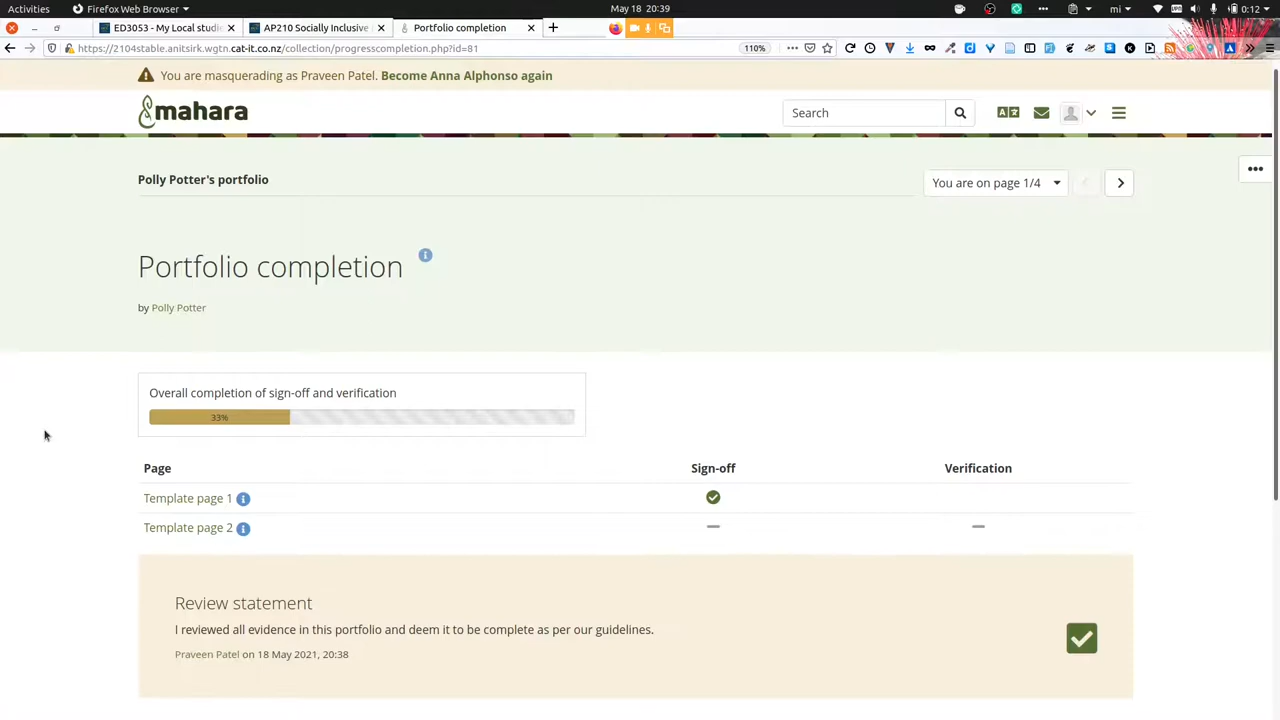 Activities
Firefox Web Browser
May 18 20:39
mi
0:12
ED3053 - My Local studi
AP210 Socially Inclusive
Portfolio completion
https://2104stable.anitsirk.wgtn.cat-it.co.nz/collection/progresscompletion.php?id=81
110%
You are masquerading as Praveen Patel. Become Anna Alphonso again
mahara
Search
Polly Potter's portfolio
You are on page 1/4
Portfolio completion
by Polly Potter
Overall completion of sign-off and verification
33%
Page Sign-off Verification
Template page 1
Template page 2
Review statement
I reviewed all evidence in this portfolio and deem it to be complete as per our guidelines.
Praveen Patel on 18 May 2021, 20:38